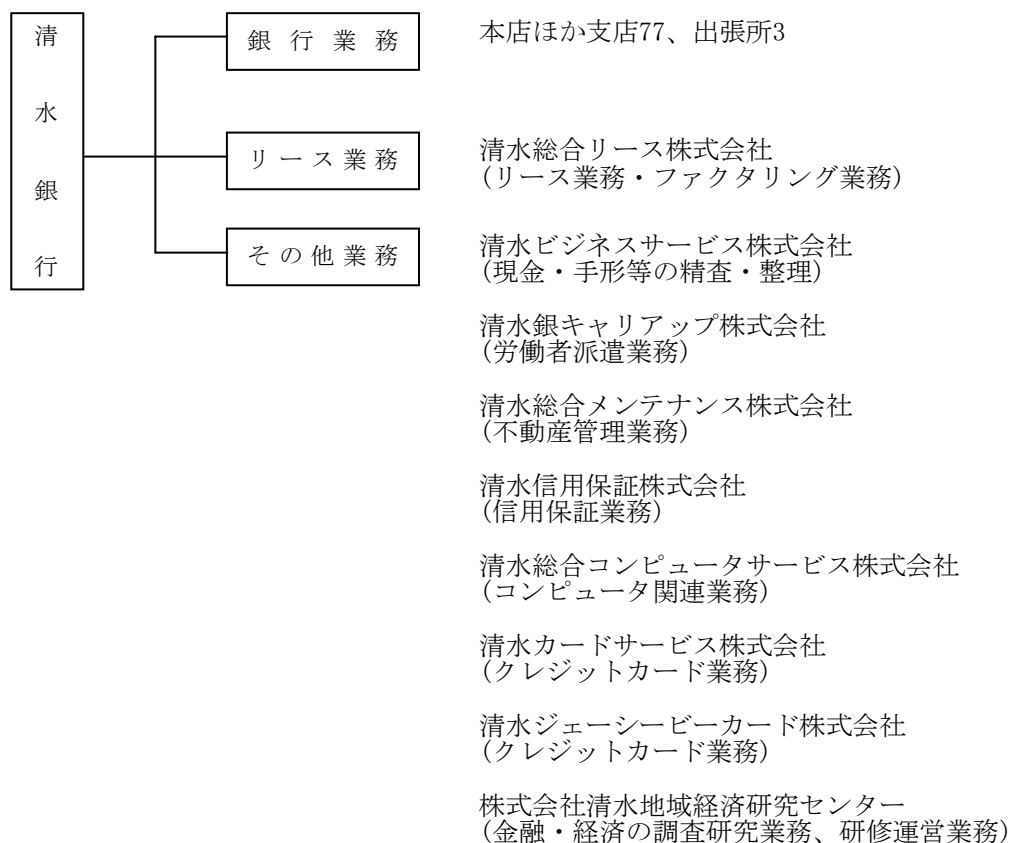 清水銀行
銀行業務
本店ほか支店77、出張所3
リース業務
清水総合リース株式会社
(リース業務・ファクタリング業務)
その他業務
清水ビジネスサービス株式会社
(現金・手形等の精査・整理)
清水銀キャリアップ株式会社
(労働者派遣業務)
清水総合メンテナンス株式会社
(不動産管理業務)
清水信用保証株式会社
(信用保証業務)
清水総合コンピュータサービス株式会社
(コンピュータ関連業務)
清水カードサービス株式会社
(クレジットカード業務)
清水ジェーシービーカード株式会社
(クレジットカード業務)
株式会社清水地域経済研究センター
(金融・経済の調査研究業務、研修運営業務)